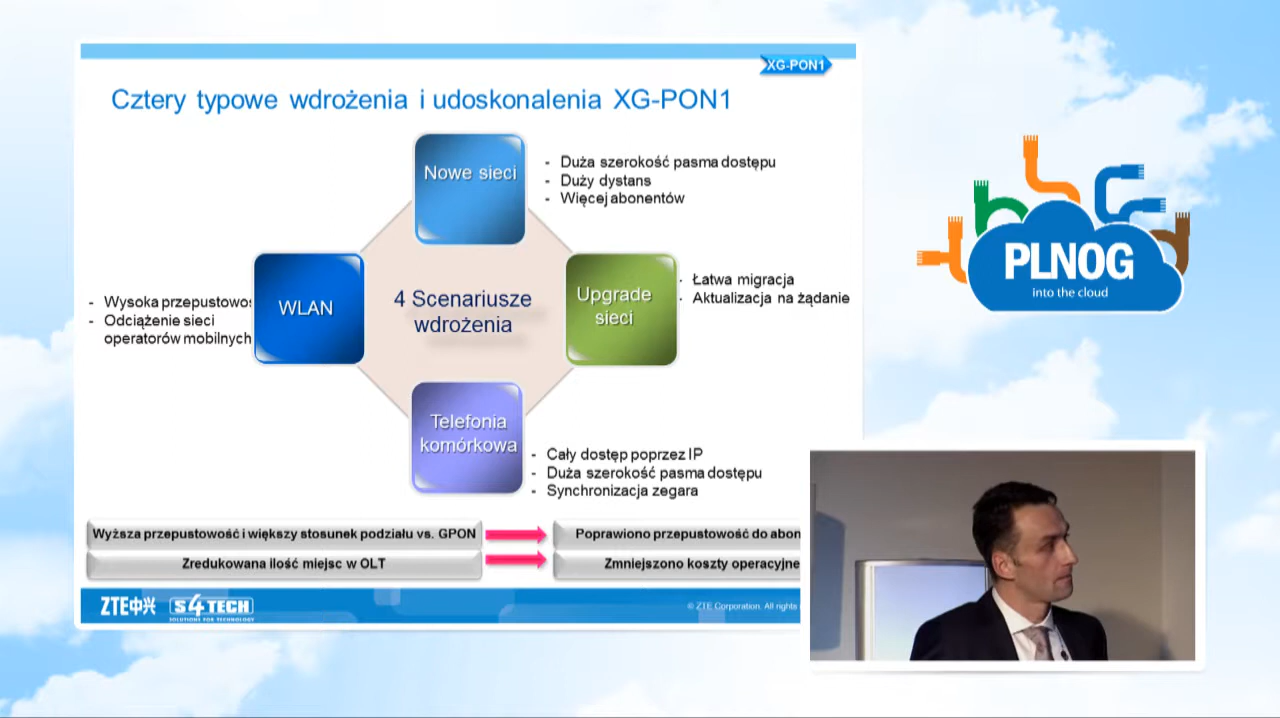 XG-PON1
Cztery typowe wdrożenia i udoskonalenia XG-PON1
Nowe sieci
- Duża szerokość pasma dostępu
- Duży dystans
- Więcej abonentów
WLAN
- Wysoka przepustowoś
- Odciążenie sieci
operatorów mobilnych
4 Scenariusze
wdrożenia
Upgrade
sieci
- Łatwa migracja
- Aktualizacja na żądanie
Telefonia
komórkowa
- Cały dostęp poprzez IP
- Duża szerokość pasma dostępu
- Synchronizacja zegara
Wyższa przepustowość i większy stosunek podziału vs. GPON
Poprawiono przepustowość do abon
Zredukowana ilość miejsc w OLT
Zmniejszono koszty operacyjne
ZTE中兴
S4TECH
SOLUTIONS FOR TECHNOLOGY
© ZTE Corporation. All rights
PLNOG
into the cloud